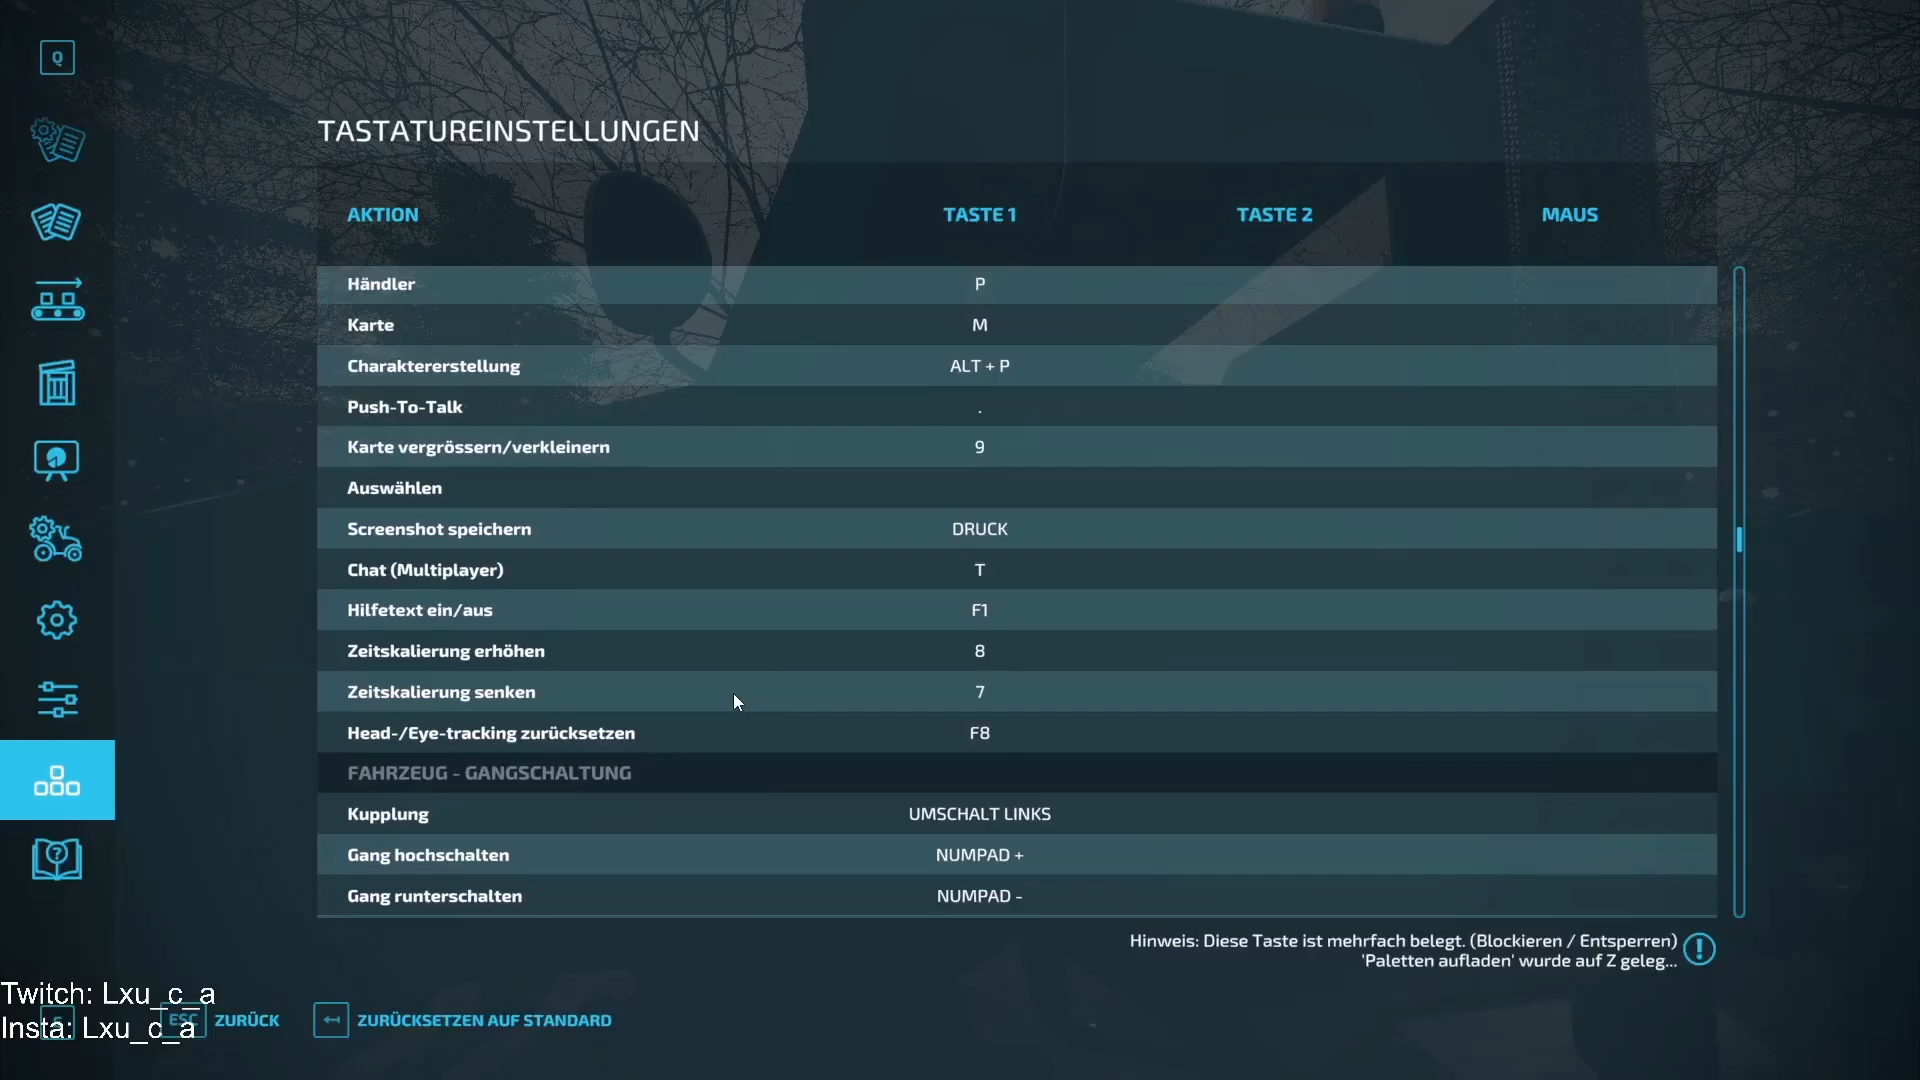 Q
TASTATUREINSTELLUNGEN
AKTION TASTE 1 TASTE 2 MAUS
Händler P
Karte M
Charaktererstellung ALT + P
Push-To-Talk .
Karte vergrössern/verkleinern 9
Auswählen
Screenshot speichern DRUCK
Chat (Multiplayer) T
Hilfetext ein/aus F1
Zeitskalierung erhöhen 8
Zeitskalierung senken 7
Head-/Eye-tracking zurücksetzen F8
FAHRZEUG - GANGSCHALTUNG
Kupplung UMSCHALT LINKS
Gang hochschalten NUMPAD +
Gang runterschalten NUMPAD -
Hinweis: Diese Taste ist mehrfach belegt. (Blockieren / Entsperren)
'Paletten aufladen' wurde auf Z geleg...
Twitch: Lxu_c_a
Insta: Lxu_c_a
E ESC ZURÜCK ZURÜCKSETZEN AUF STANDARD